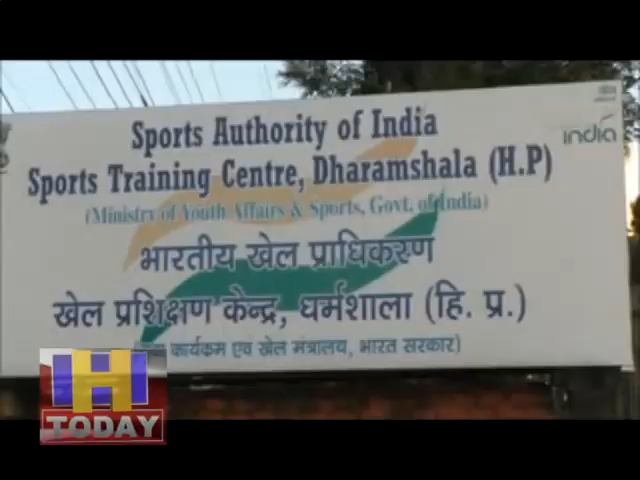 Sports Authority of India
Sports Training Centre, Dharamshala (H.P)
(Ministry of Youth Affairs & Sports, Govt. of India)
भारतीय खेल प्राधिकरण
खेल प्रशिक्षण केन्द्र, धर्मशाला (हि. प्र.)
कार्यक्रम एवं खेल मंत्रालय, भारत सरकार)
india
H
TODAY